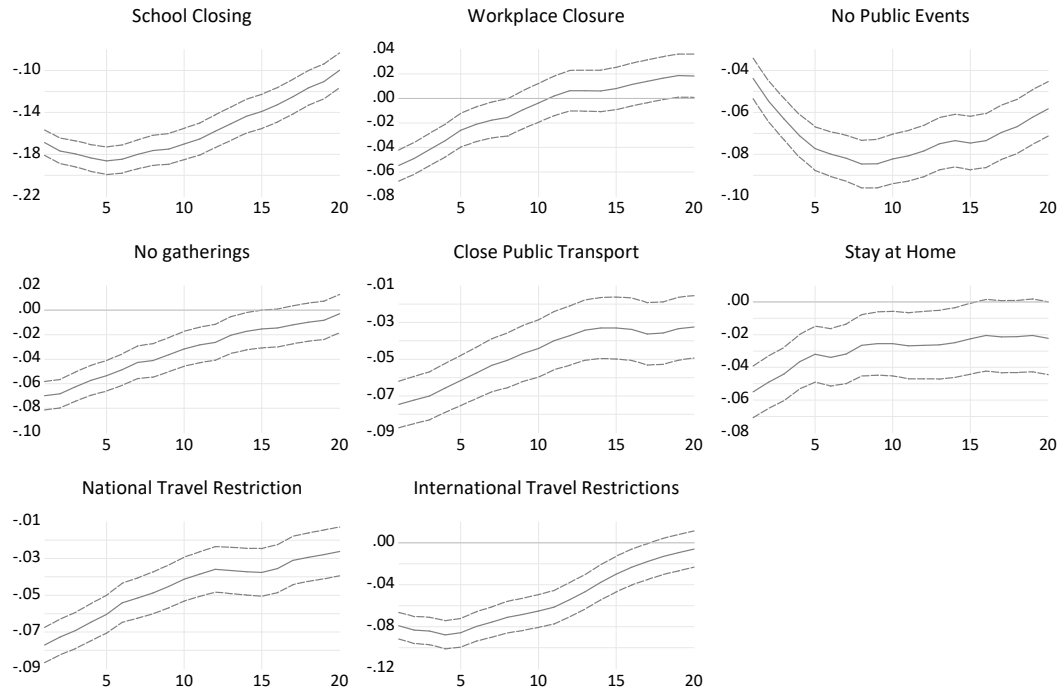 School Closing
Workplace Closure
No Public Events
-.10
-.14
-.18
-.22
5 10 15 20
.04
.02
.00
-.02
-.04
-.06
-.08
5 10 15 20
-.04
-.06
-.08
-.10
5 10 15 20
No gatherings
Close Public Transport
Stay at Home
.02
.00
-.02
-.04
-.06
-.08
-.10
5 10 15 20
-.01
-.03
-.05
-.07
-.09
5 10 15 20
.00
-.02
-.04
-.06
-.08
5 10 15 20
National Travel Restriction
International Travel Restrictions
-.01
-.03
-.05
-.07
-.09
5 10 15 20
.00
-.04
-.08
-.12
5 10 15 20